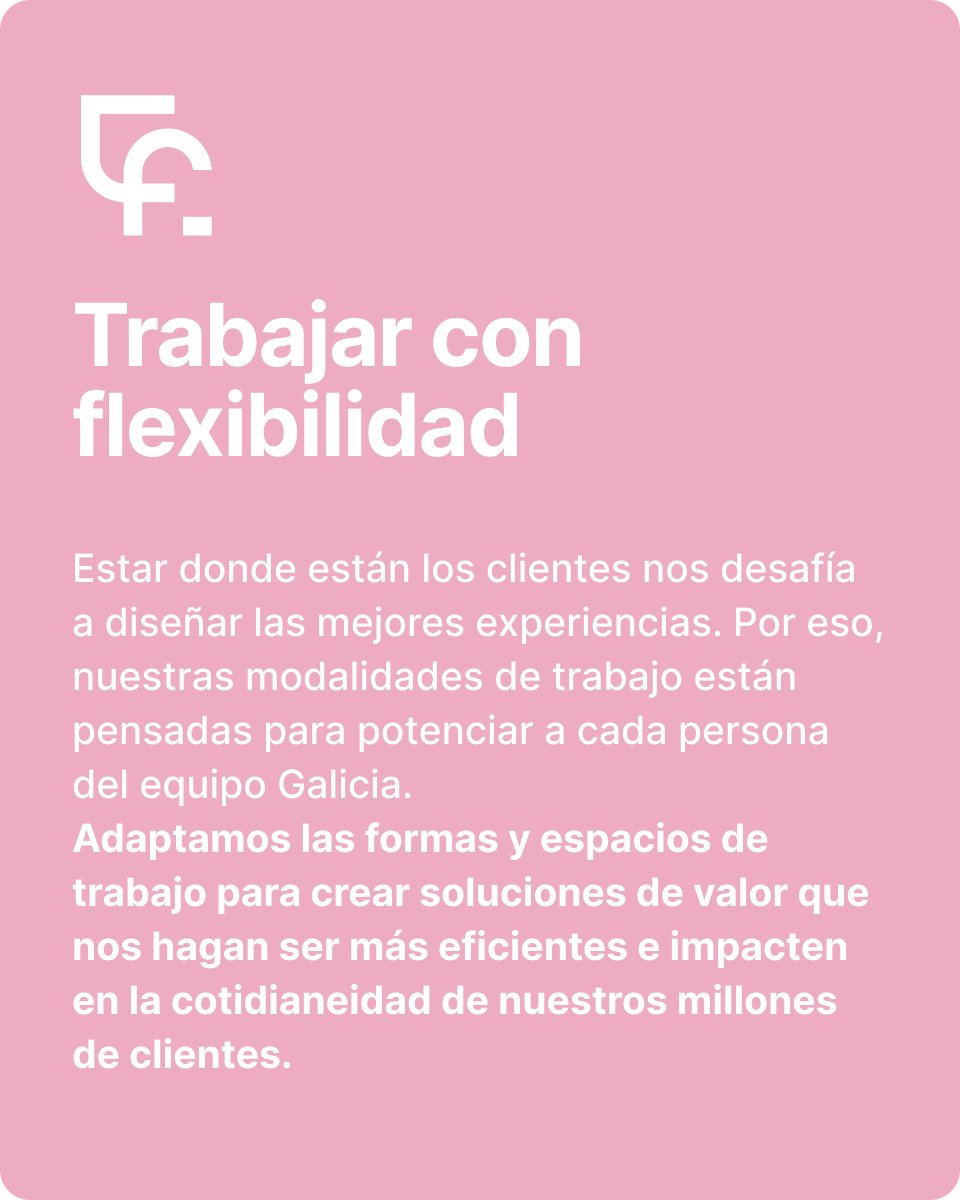 Trabajar con
flexibilidad
Estar donde están los clientes nos desafía
a diseñar las mejores experiencias. Por eso,
nuestras modalidades de trabajo están
pensadas para potenciar a cada persona
del equipo Galicia.
Adaptamos las formas y espacios de
trabajo para crear soluciones de valor que
nos hagan ser más eficientes e impacten
en la cotidianeidad de nuestros millones
de clientes.